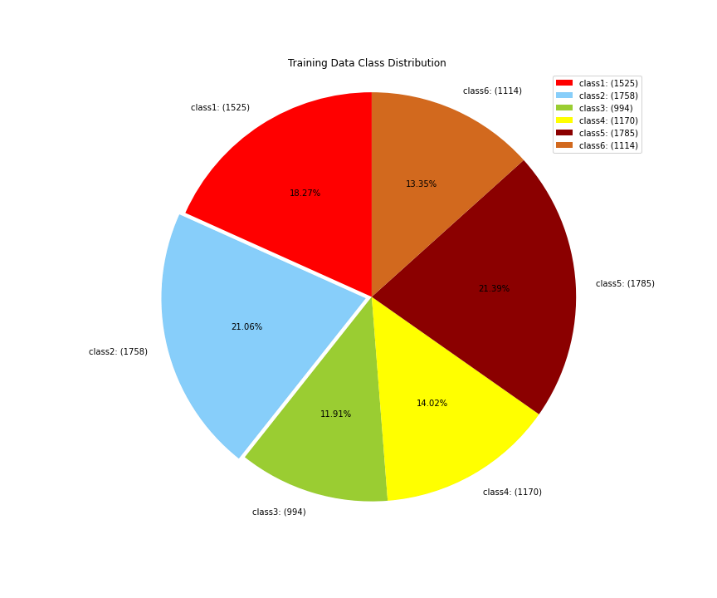 Training Data Class Distribution
class1: (1525)
class2: (1758)
class3: (994)
class4: (1170)
class5: (1785)
class6: (1114)
class6: (1114)
class1: (1525)
18.27%
13.35%
class5: (1785)
21.39%
21.06%
class2: (1758)
14.02%
11.91%
class4: (1170)
class3: (994)